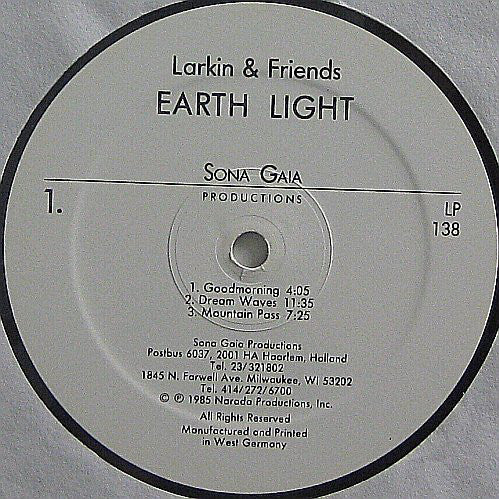 Larkin & Friends
EARTH LIGHT
SONA GAIA
PRODUCTIONS
1.
LP
138
1. Goodmorning 4:05
2. Dream Waves 11:35
3. Mountain Pass 7:25
Sona Gaia Productions
Postbus 6037, 2001 HA Haarlem, Holland
Tel. 23/321802
1845 N. Farwell Ave. Milwaukee, WI 53202
Tel. 414/272/6700
© ℗ 1985 Narada Productions, Inc.
All Rights Reserved
Manufactured and Printed
in West Germany